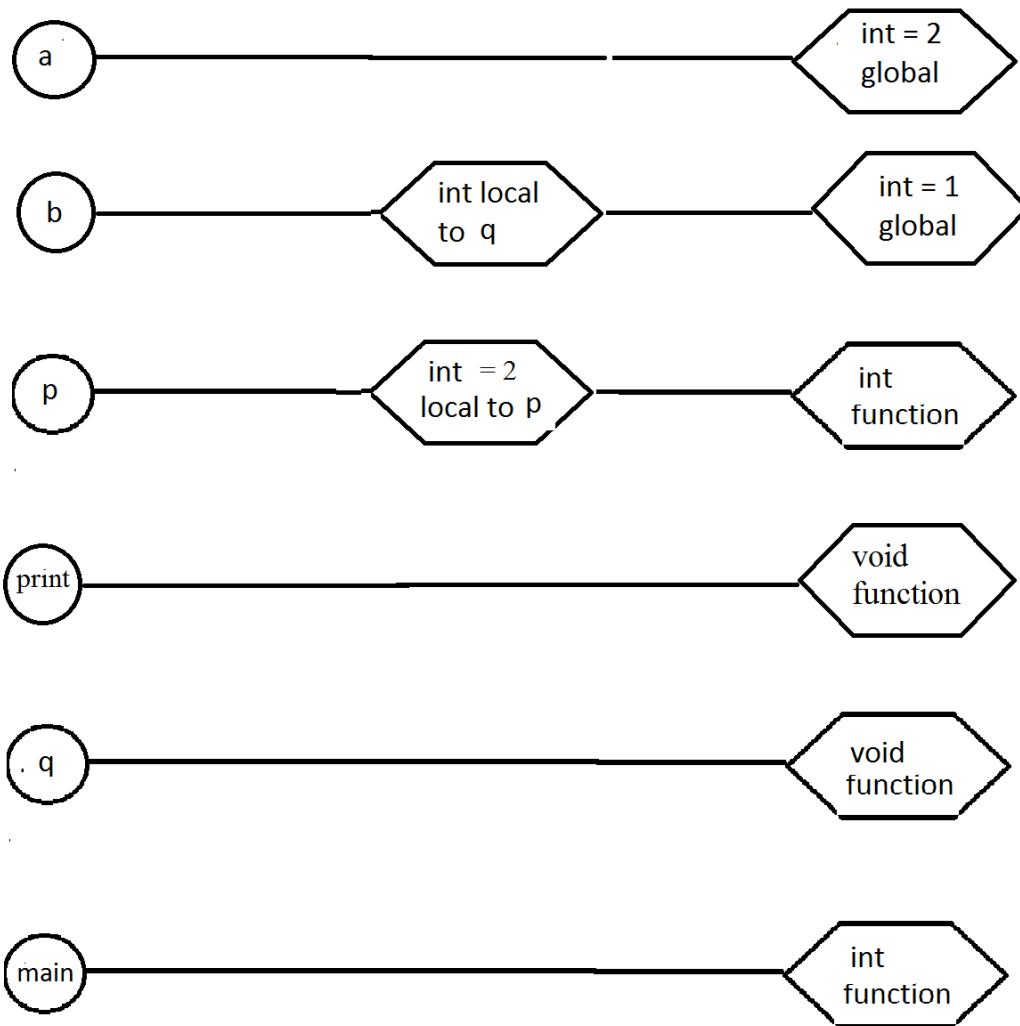 a
int = 2
global
b
int local
to q
int = 1
global
p
int = 2
local to p
int
function
print
void
function
. q
void
function
main
int
function